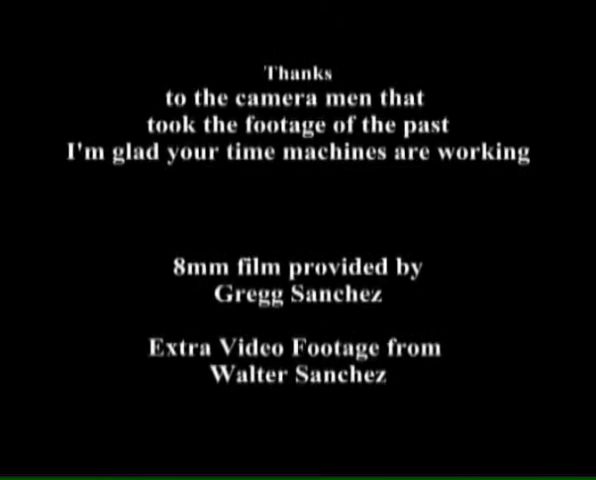 Thanks
to the camera men that
took the footage of the past
I'm glad your time machines are working
8mm film provided by
Gregg Sanchez
Extra Video Footage from
Walter Sanchez